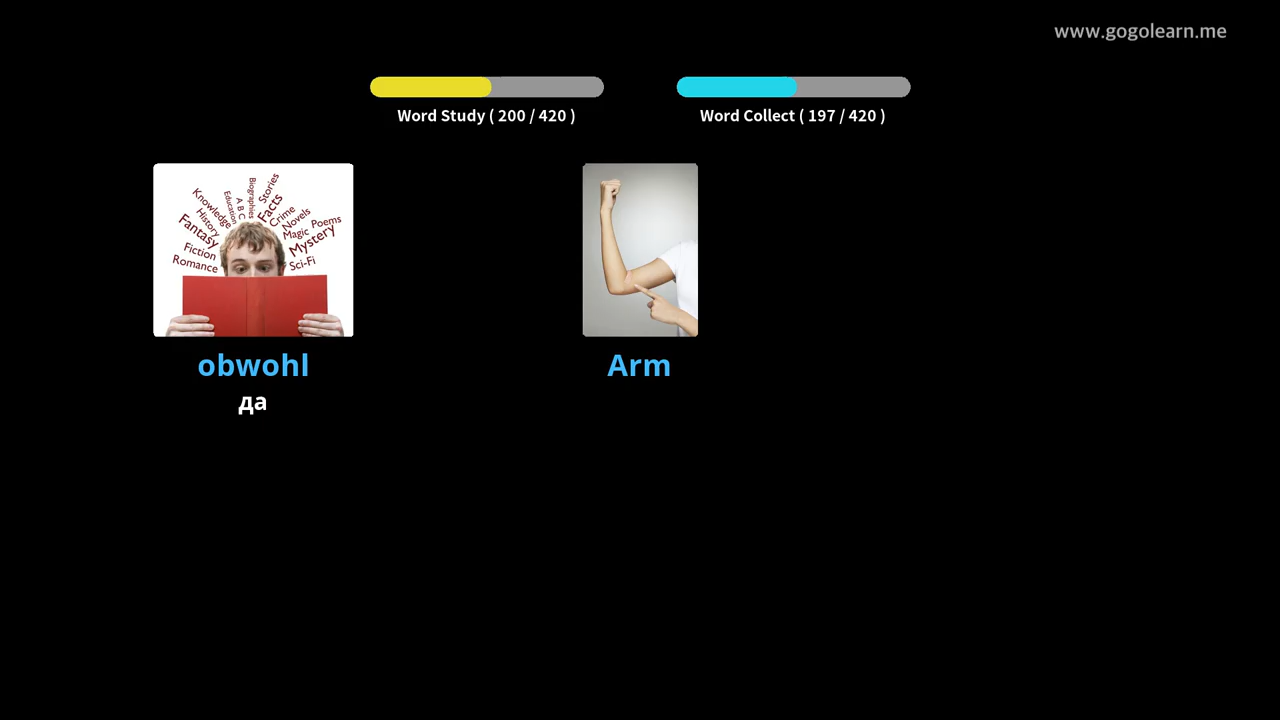 www.gogolearn.me
Word Study ( 200 / 420 )
Word Collect ( 197 / 420 )
Knowledge
History
Fantasy
Fiction
Romance
Education
A B C
Biographies
Stories
Facts
Crime
Novels
Magic
Poems
Mystery
Sci-Fi
obwohl
Arm
да